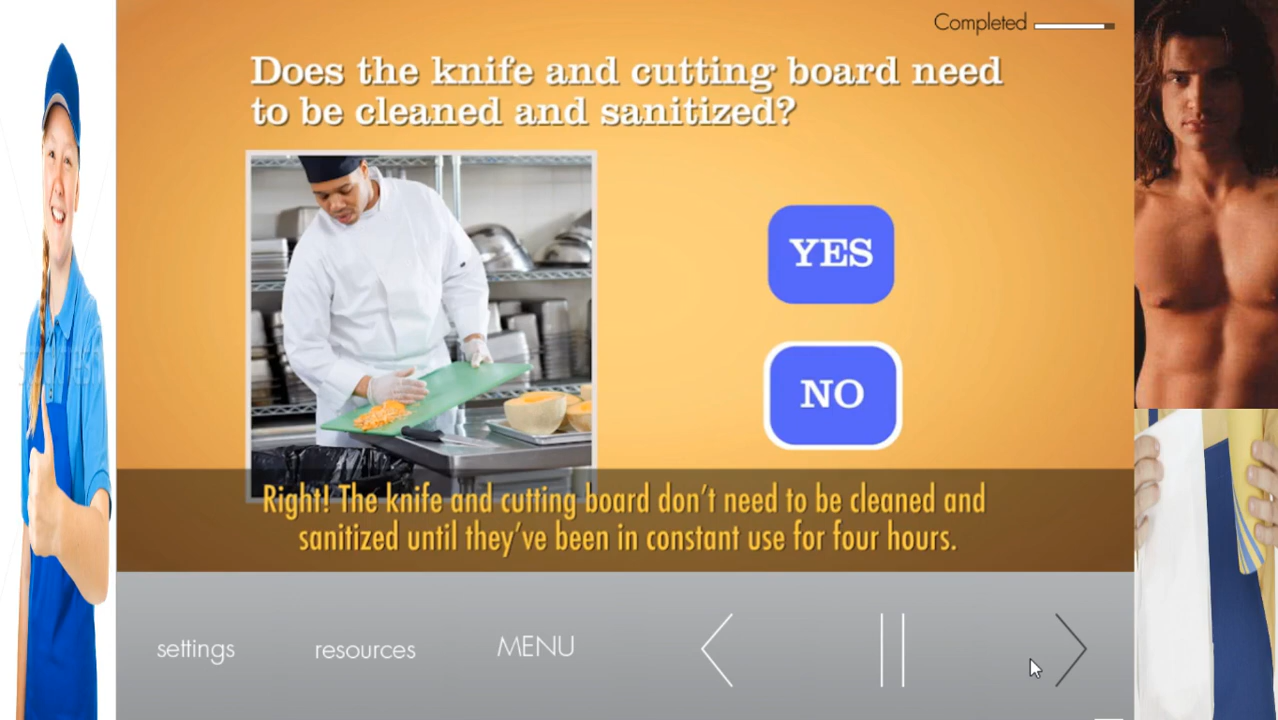 Completed
Does the knife and cutting board need
to be cleaned and sanitized?
YES
NO
Right! The knife and cutting board don't need to be cleaned and
sanitized until they've been in constant use for four hours.
settings
resources
MENU